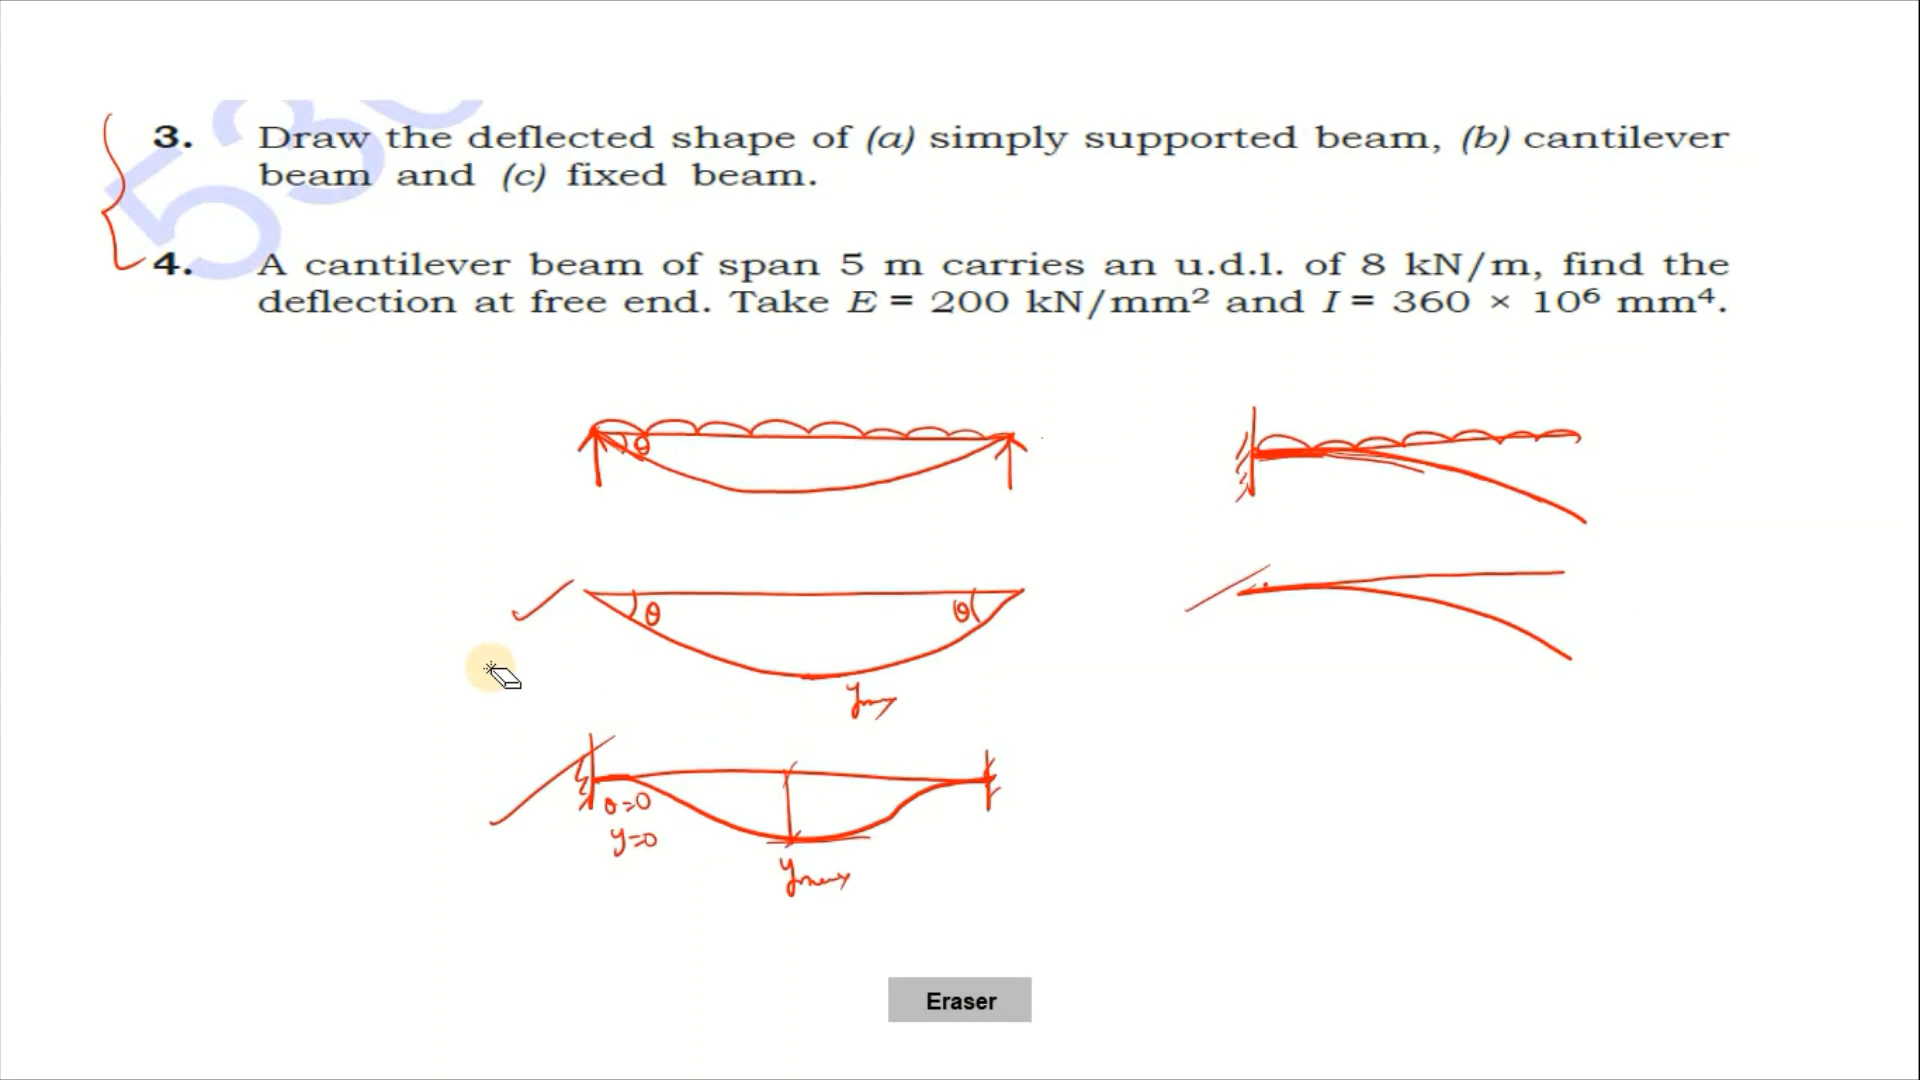 3. Draw the deflected shape of (a) simply supported beam, (b) cantilever
beam and (c) fixed beam.
4. A cantilever beam of span 5 m carries an u.d.l. of 8 kN/m, find the
deflection at free end. Take E = 200 kN/mm² and I = 360 × 10⁶ mm⁴.
θ
θ θ
θ=0
y=0
ymax
Eraser